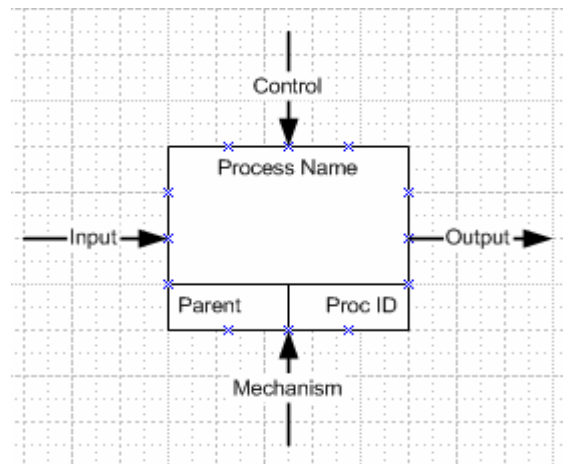 Control
Process Name
Input
Output
Parent
Proc ID
Mechanism